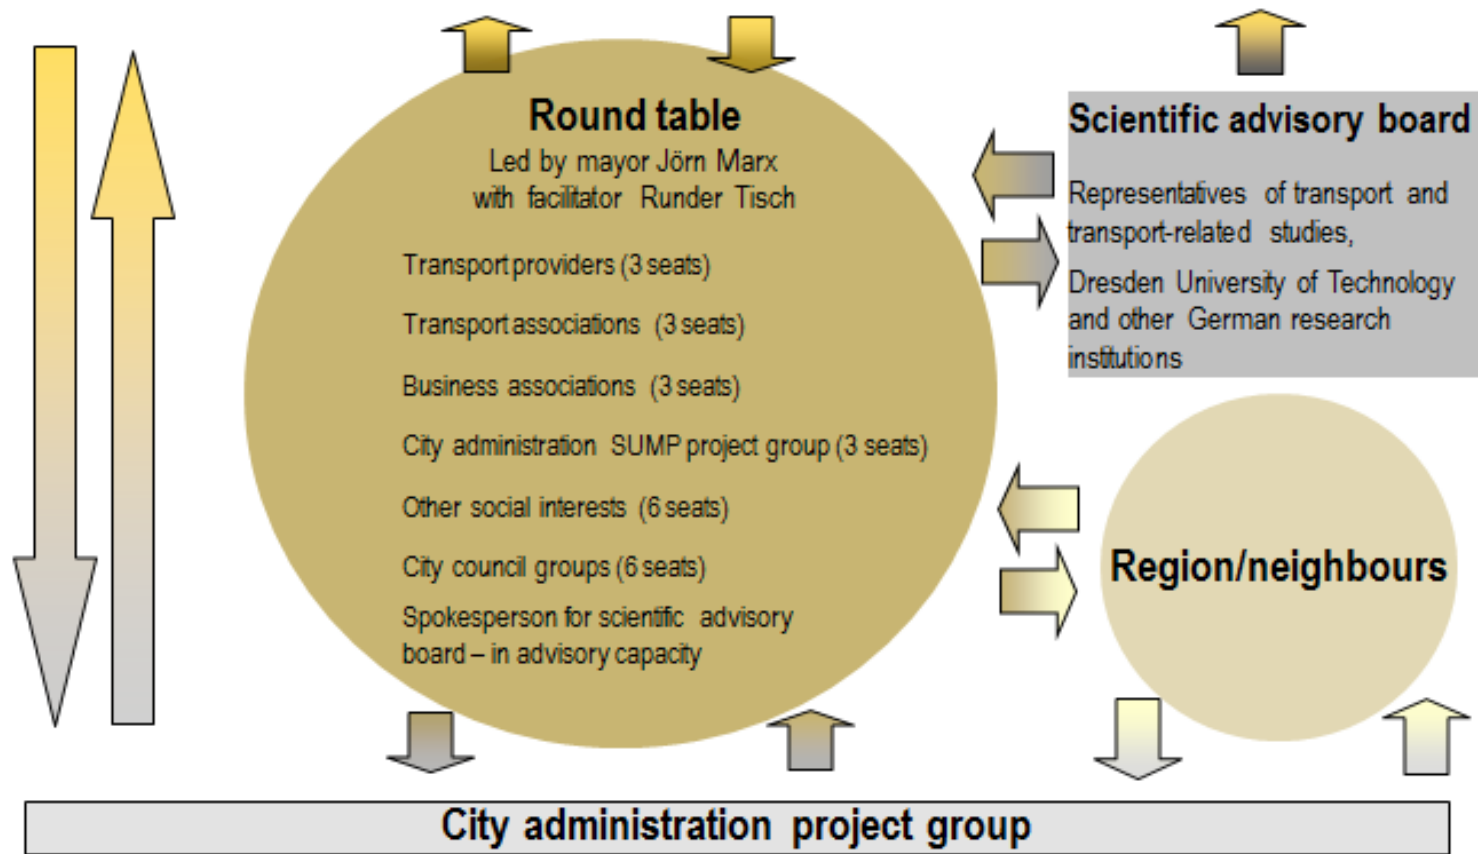 Round table
Led by mayor Jörn Marx
with facilitator Runder Tisch
Transport providers (3 seats)
Transport associations (3 seats)
Business associations (3 seats)
City administration SUMP project group (3 seats)
Other social interests (6 seats)
City council groups (6 seats)
Spokesperson for scientific advisory
board – in advisory capacity
Scientific advisory board
Representatives of transport and
transport-related studies,
Dresden University of Technology
and other German research
institutions
Region/neighbours
City administration project group